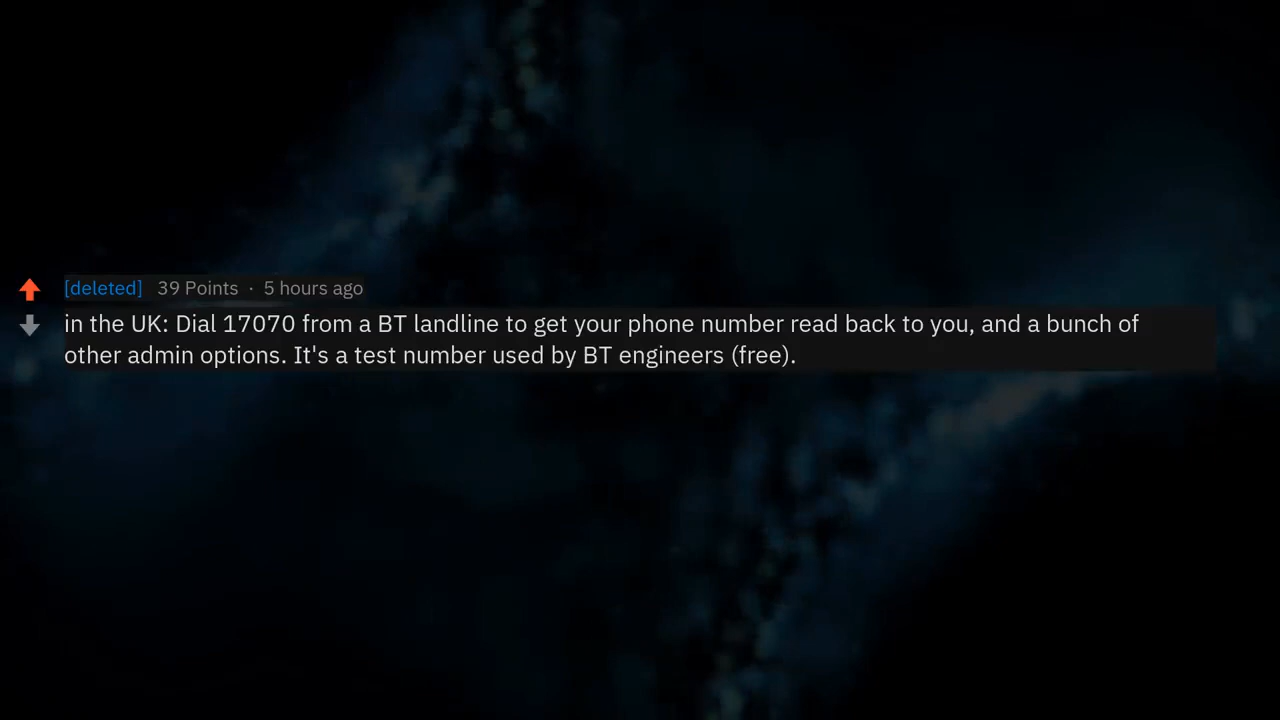 [deleted] 39 Points · 5 hours ago
in the UK: Dial 17070 from a BT landline to get your phone number read back to you, and a bunch of
other admin options. It's a test number used by BT engineers (free).